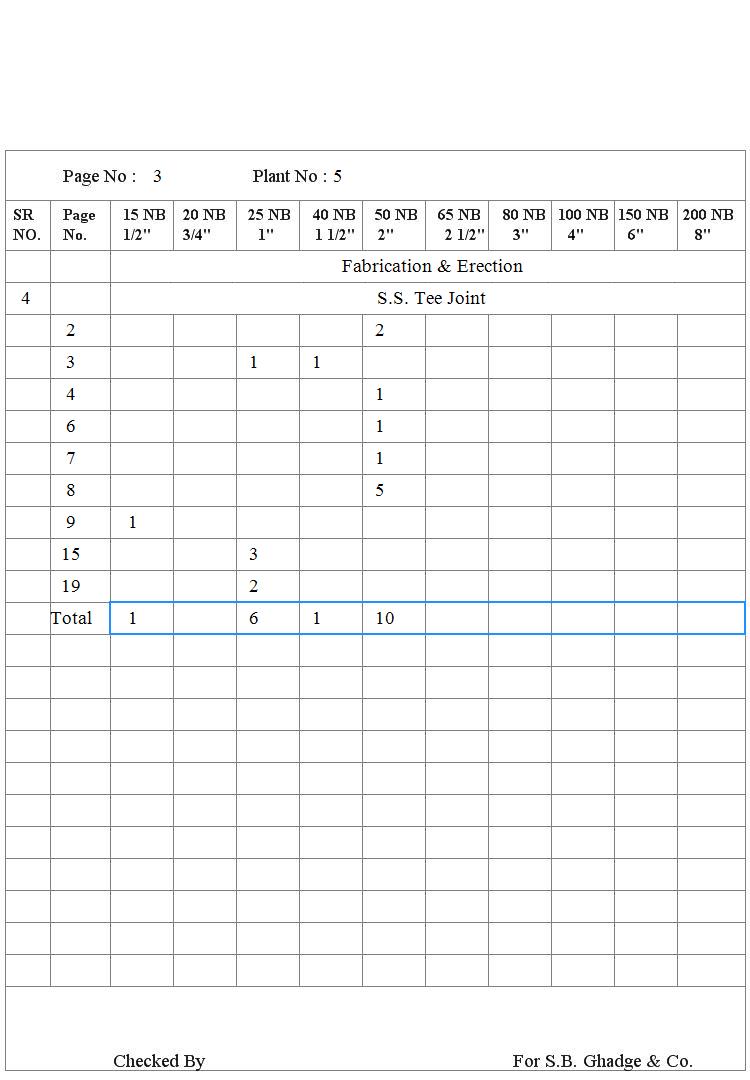 Page No : 3 Plant No : 5
SR Page 15 NB 20 NB 25 NB 40 NB 50 NB 65 NB 80 NB 100 NB 150 NB 200 NB
NO. No. 1/2" 3/4" 1" 1 1/2" 2" 2 1/2" 3" 4" 6" 8"
Fabrication & Erection
4 S.S. Tee Joint
2 2
3 1 1
4 1
6 1
7 1
8 5
9 1
15 3
19 2
Total 1 6 1 10
Checked By For S.B. Ghadge & Co.